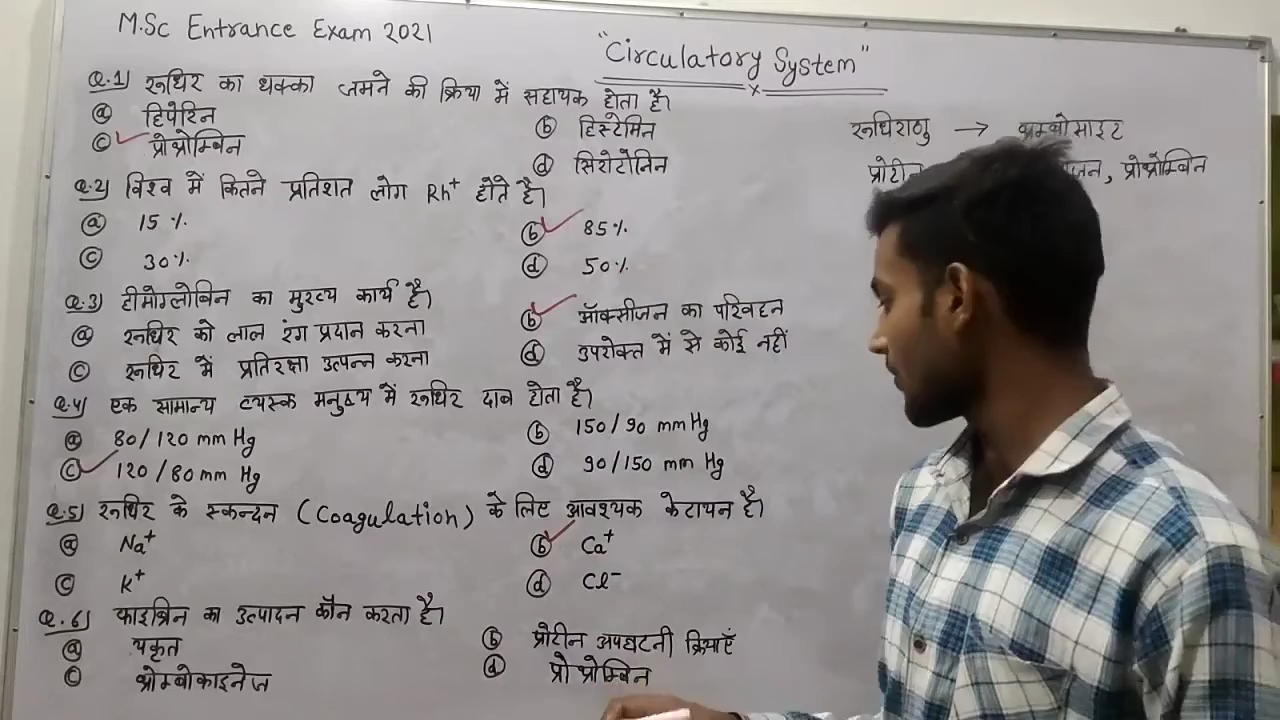 M.Sc Entrance Exam 2021
"Circulatory System"
Q.1) रूधिर का थक्का जमने की क्रिया में सहायक होता है।
ⓐ हिपेरिन
ⓑ हिस्टेमिन
ⓒ प्रोथ्रोम्बिन
ⓓ सिरोटोनिन
रूधिराणु → थ्रम्बोसाइट
प्रोटीन जन, प्रोथ्रोम्बिन
Q.2) विश्व में कितने प्रतिशत लोग Rh⁺ होते है।
ⓐ 15%
ⓑ 85%
ⓒ 30%
ⓓ 50%
Q.3) हीमोग्लोबिन का मुख्य कार्य है।
ⓐ रूधिर को लाल रंग प्रदान करना
ⓑ ऑक्सीजन का परिवहन
ⓒ रूधिर में प्रतिरक्षा उत्पन्न करना
ⓓ उपरोक्त में से कोई नहीं
Q.4) एक सामान्य व्यस्क मनुष्य में रूधिर दाब होता है।
ⓐ 80/120 mm Hg
ⓑ 150/90 mm Hg
ⓒ 120/80 mm Hg
ⓓ 90/150 mm Hg
Q.5) रूधिर के स्कन्दन (Coagulation) के लिए आवश्यक केटायन है।
ⓐ Na⁺
ⓑ Ca⁺
ⓒ K⁺
ⓓ Cl⁻
Q.6) फाइब्रिन का उत्पादन कौन करता है।
ⓐ यकृत
ⓑ प्रोटीन अपघटनी क्रियाएँ
ⓒ थ्रोम्बोकाइनेज
ⓓ प्रोथ्रोम्बिन